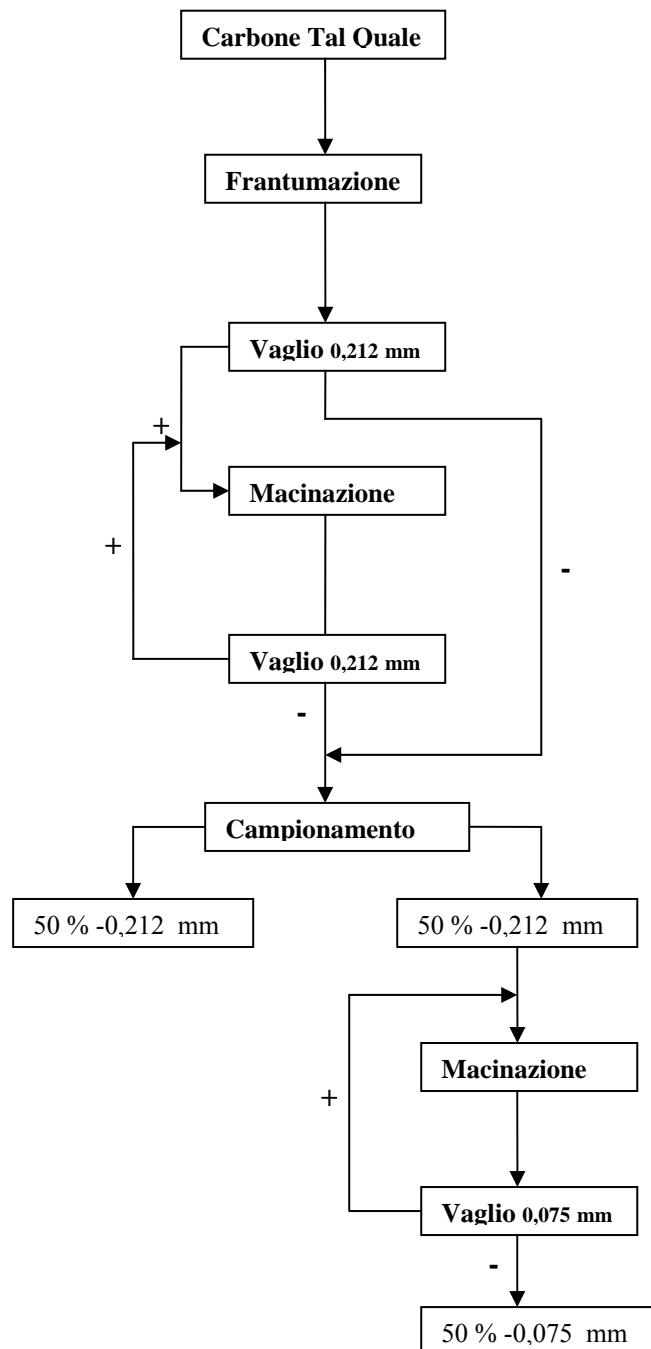 Carbone Tal Quale
Frantumazione
Vaglio 0,212 mm
+
Macinazione
+
-
Vaglio 0,212 mm
-
Campionamento
50 % -0,212 mm
50 % -0,212 mm
Macinazione
+
Vaglio 0,075 mm
-
50 % -0,075 mm